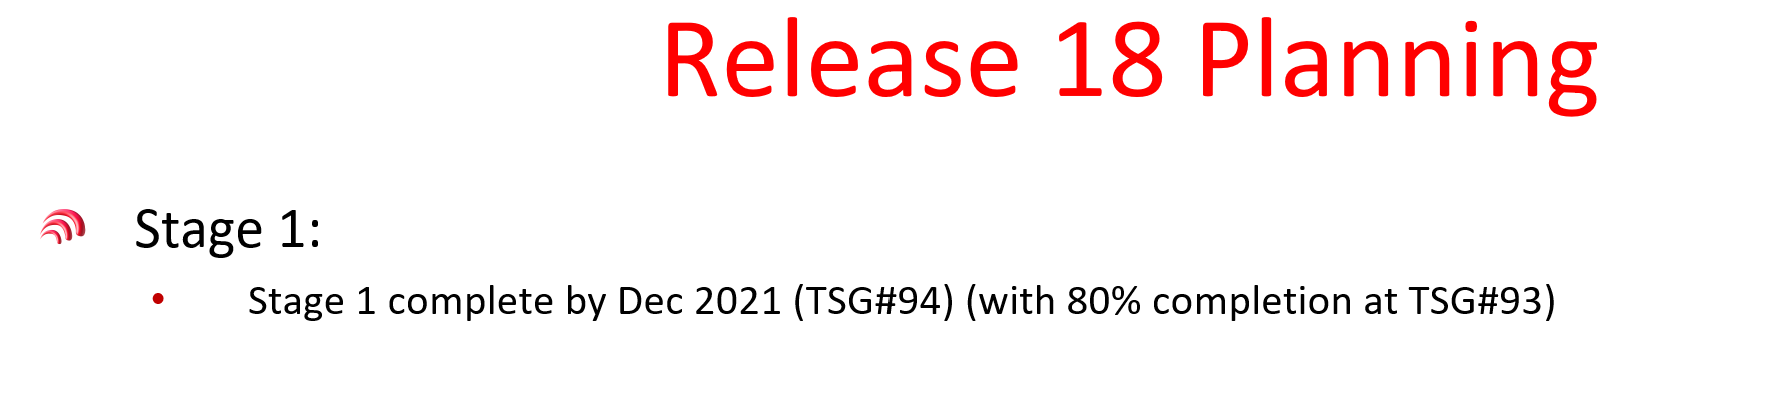 Release 18 Planning
Stage 1:
• Stage 1 complete by Dec 2021 (TSG#94) (with 80% completion at TSG#93)